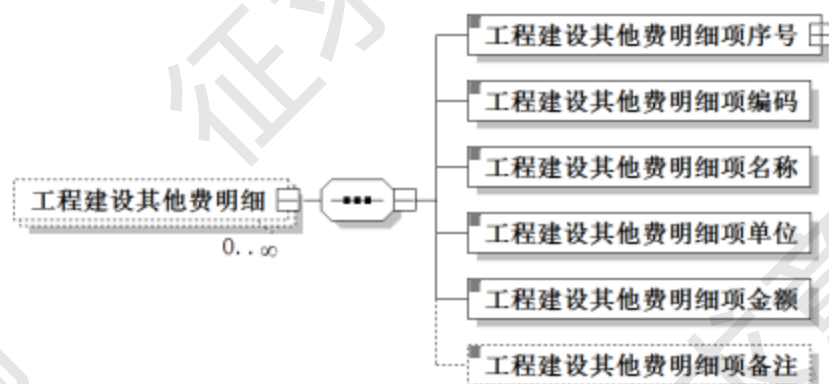 工程建设其他费明细项序号
工程建设其他费明细项编码
工程建设其他费明细项名称
工程建设其他费明细
0..∞
工程建设其他费明细项单位
工程建设其他费明细项金额
工程建设其他费明细项备注